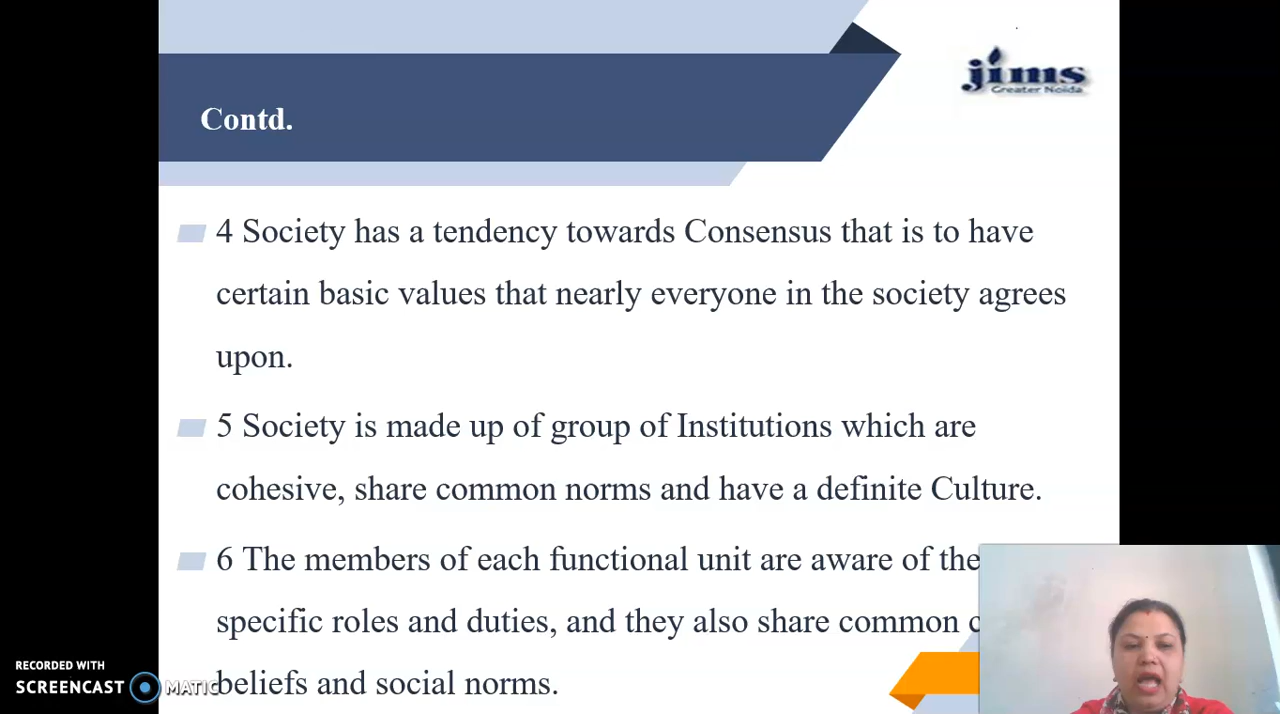 jims
Greater Noida
Contd.
4 Society has a tendency towards Consensus that is to have
certain basic values that nearly everyone in the society agrees
upon.
5 Society is made up of group of Institutions which are
cohesive, share common norms and have a definite Culture.
6 The members of each functional unit are aware of
specific roles and duties, and they also share common
beliefs and social norms.
RECORDED WITH
SCREENCAST MATIC